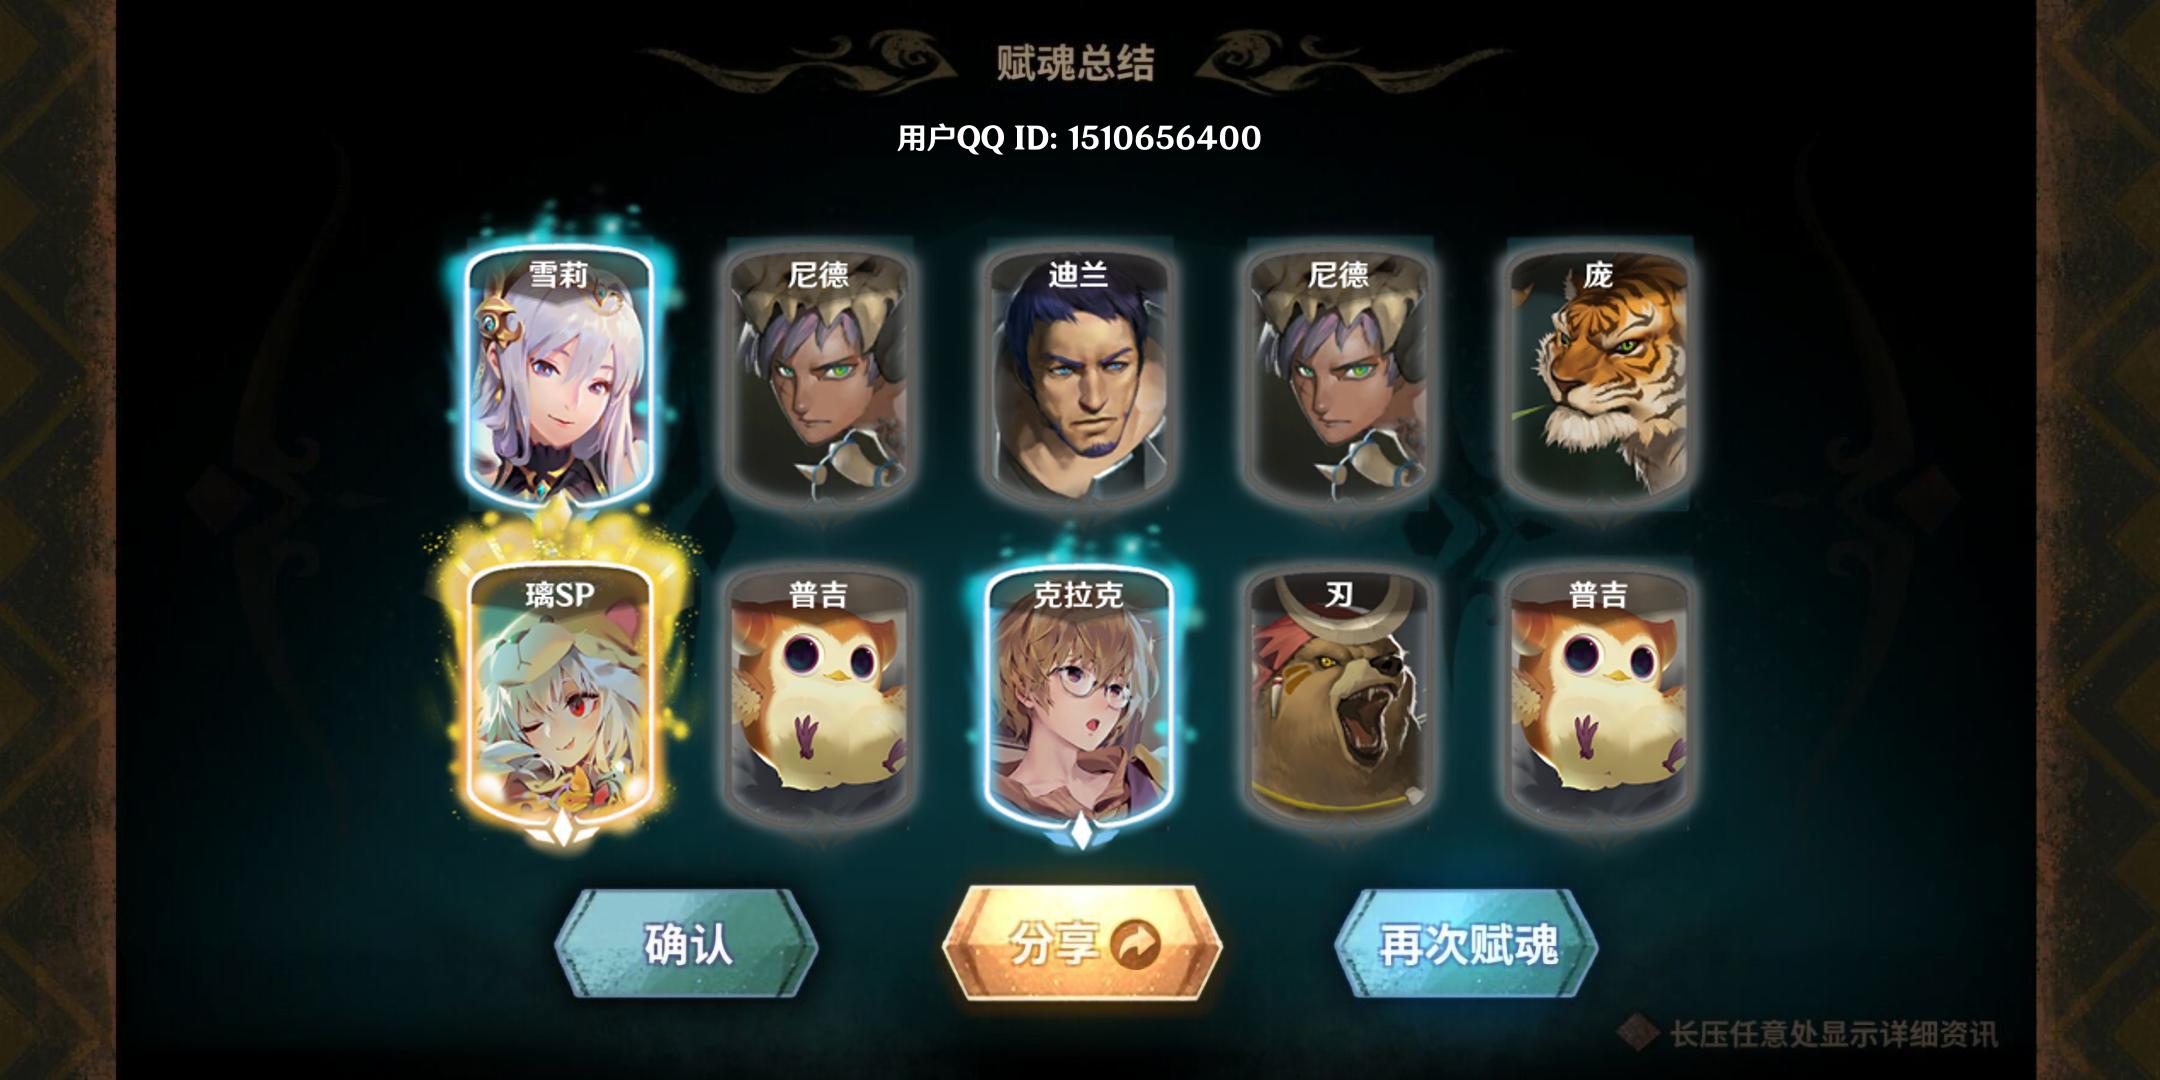 赋魂总结
用户QQ ID: 1510656400
雪莉
尼德
迪兰
尼德
庞
璃SP
普吉
克拉克
刃
普吉
确认
分享
再次赋魂
长压任意处显示详细资讯